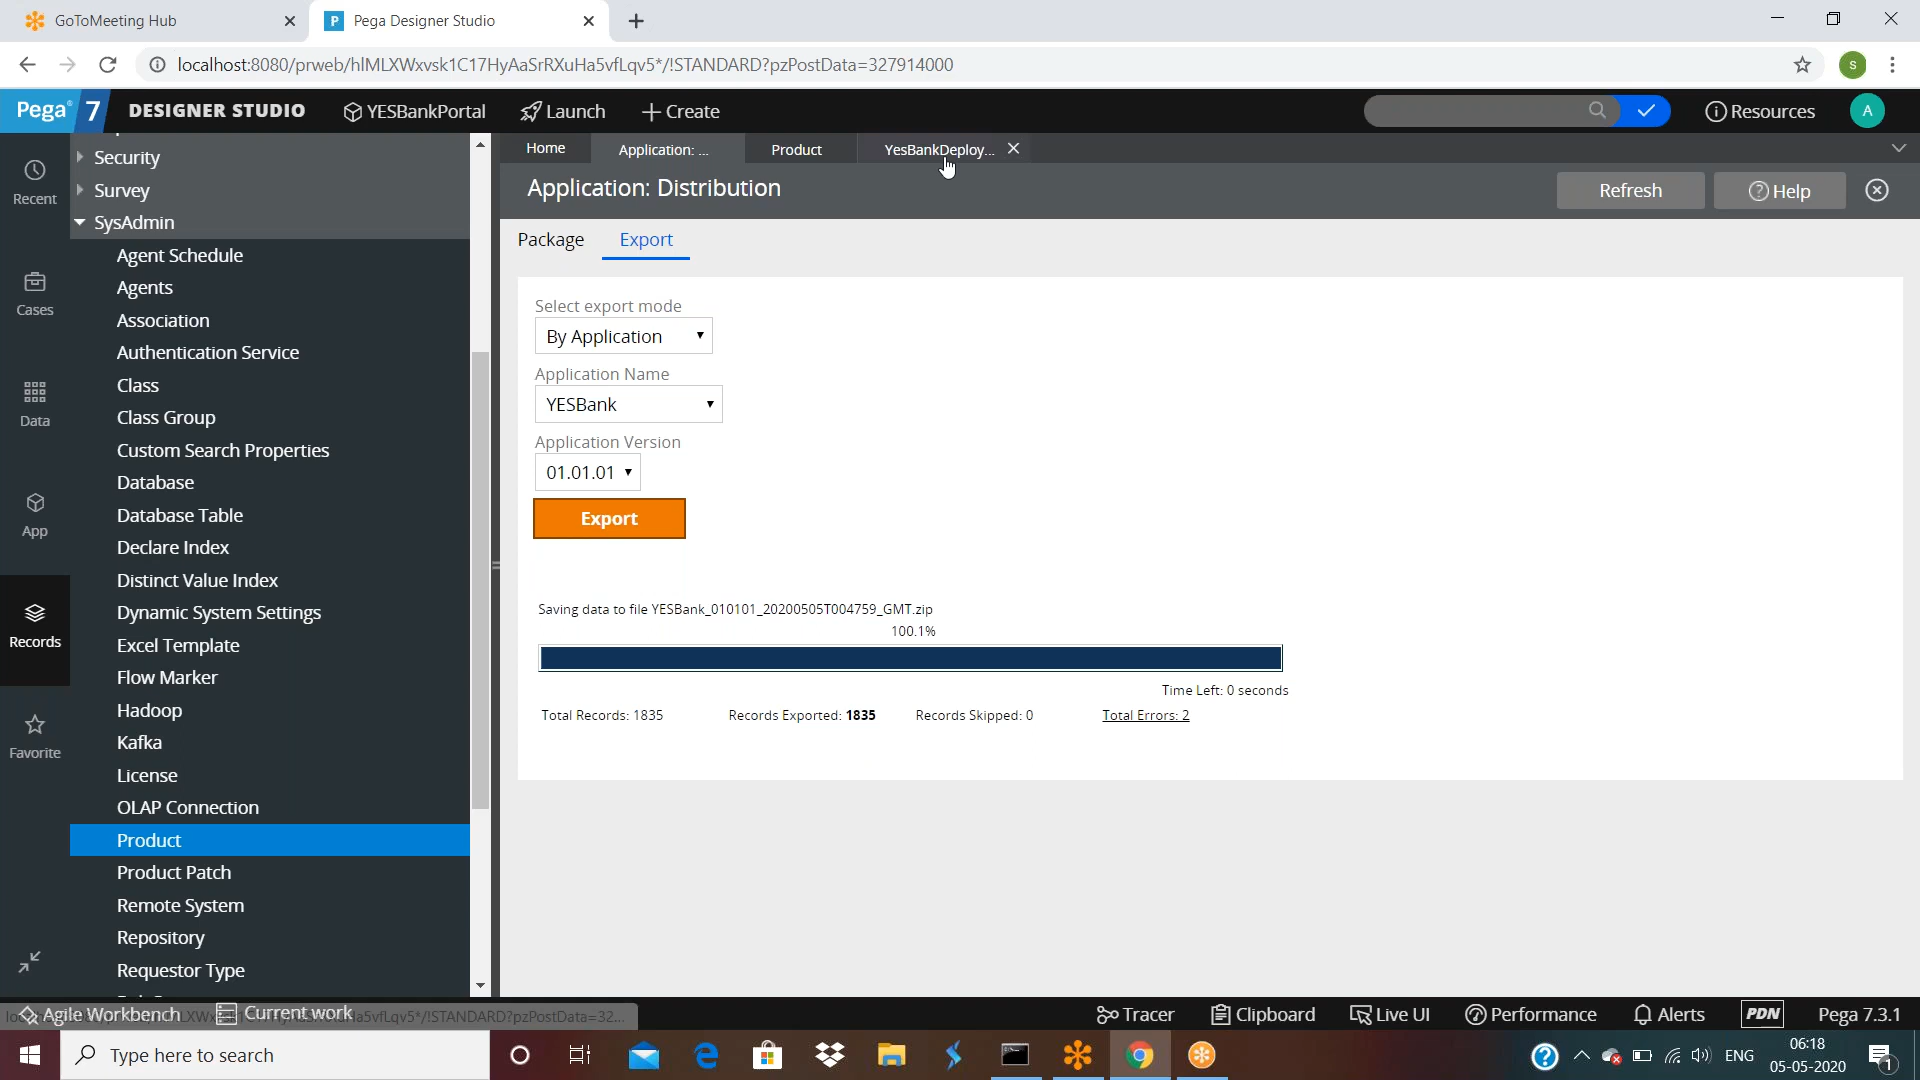 GoToMeeting Hub
Pega Designer Studio
localhost:8080/prweb/hIMLXWxvsk1C17HyAaSrRXuHa5vfLqv5*/!STANDARD?pzPostData=327914000
S
Pega 7 DESIGNER STUDIO YESBankPortal Launch Create
Resources A
Home Application: ... Product YesBankDeploy...
Application: Distribution
Refresh Help
Package Export
Recent
Cases
Data
App
Records
Favorite
Security
Survey
SysAdmin
Agent Schedule
Agents
Association
Authentication Service
Class
Class Group
Custom Search Properties
Database
Database Table
Declare Index
Distinct Value Index
Dynamic System Settings
Excel Template
Flow Marker
Hadoop
Kafka
License
OLAP Connection
Product
Product Patch
Remote System
Repository
Requestor Type
Select export mode
By Application
Application Name
YESBank
Application Version
01.01.01
Export
Saving data to file YESBank_010101_20200505T004759_GMT.zip
100.1%
Time Left: 0 seconds
Total Records: 1835 Records Exported: 1835 Records Skipped: 0 Total Errors: 2
Agile Workbench Current work
Tracer Clipboard Live UI Performance Alerts PDN Pega 7.3.1
Type here to search
ENG
06:18
05-05-2020
1